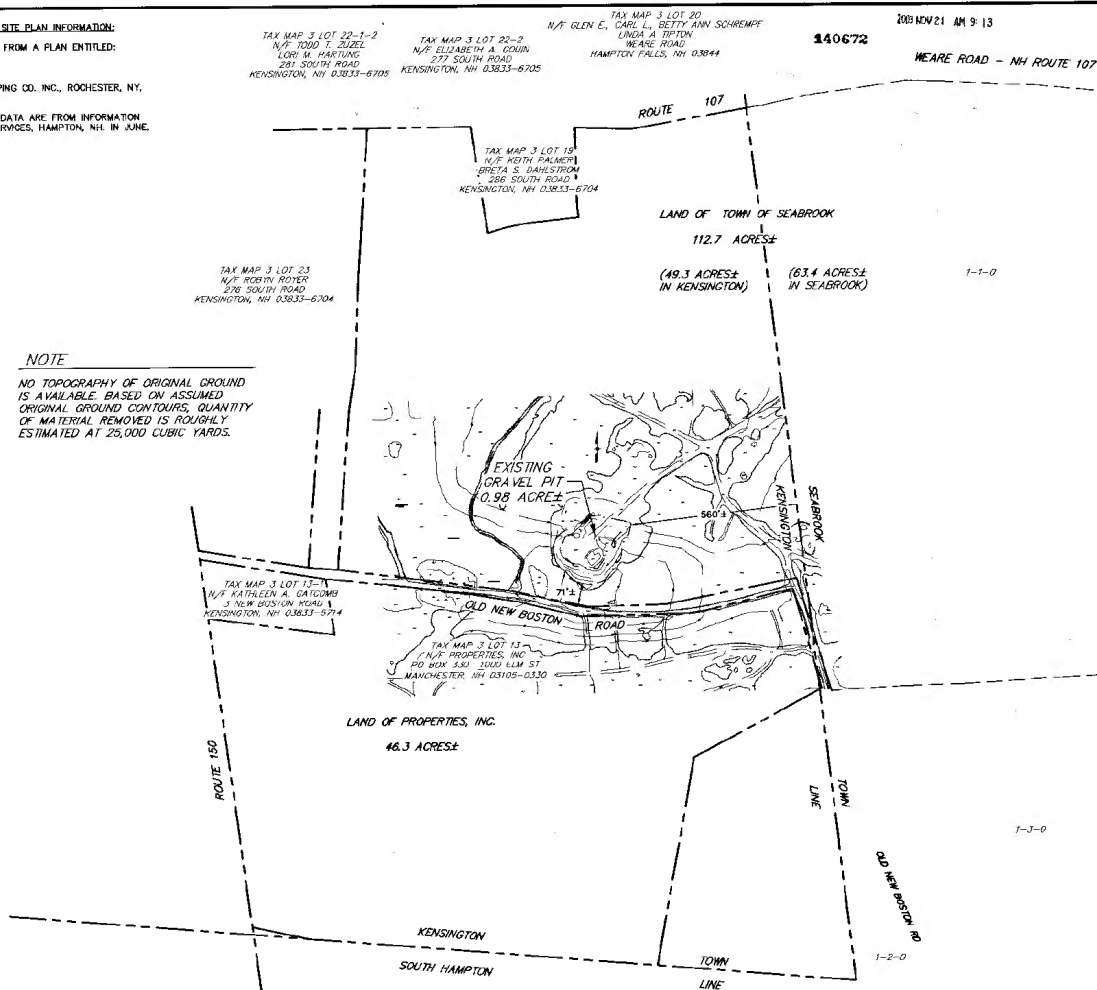 SITE PLAN INFORMATION:
FROM A PLAN ENTITLED:
PING CO. INC., ROCHESTER, NY,
DATA ARE FROM INFORMATION
RVICES, HAMPTON, NH. IN JUNE,
TAX MAP 3 LOT 22-1-2
N/F TODD T. ZUZEL
LORI M. HARTUNG
281 SOUTH ROAD
KENSINGTON, NH 03833-6705
TAX MAP 3 LOT 22-2
N/F ELIZABETH A. GOUIN
277 SOUTH ROAD
KENSINGTON, NH 03833-6705
TAX MAP 3 LOT 20
N/F GLEN E., CARL L., BETTY ANN SCHREMPF
LINDA A TIPTON
WEARE ROAD
HAMPTON FALLS, NH, 03844
2003 NOV 21 AM 9:13
140672
WEARE ROAD - NH ROUTE 107
ROUTE 107
TAX MAP 3 LOT 19
N/F KEITH PALMER
BRETA S. DAHLSTROM
286 SOUTH ROAD
KENSINGTON, NH 03833-6704
LAND OF TOWN OF SEABROOK
112.7 ACRES±
(49.3 ACRES±
IN KENSINGTON)
(63.4 ACRES±
IN SEABROOK)
1-1-0
TAX MAP 3 LOT 23
N/F ROBYN ROYER
276 SOUTH ROAD
KENSINGTON, NH 03833-6704
NOTE
NO TOPOGRAPHY OF ORIGINAL GROUND
IS AVAILABLE. BASED ON ASSUMED
ORIGINAL GROUND CONTOURS, QUANTITY
OF MATERIAL REMOVED IS ROUGHLY
ESTIMATED AT 25,000 CUBIC YARDS.
EXISTING
GRAVEL PIT
0.98 ACRE±
560'±
SEABROOK
KENSINGTON
71'±
TAX MAP 3 LOT 13-1
N/F KATHLEEN A. GATCOMB
3 NEW BOSTON ROAD
KENSINGTON, NH 03833-5714
OLD NEW BOSTON ROAD
TAX MAP 3 LOT 13
N/F PROPERTIES, INC
PO BOX 330 1000 ELM ST
MANCHESTER, NH 03105-0330
LAND OF PROPERTIES, INC.
46.3 ACRES±
ROUTE 150
TOWN
LINE
1-3-0
OLD NEW BOSTON RD
1-2-0
KENSINGTON
SOUTH HAMPTON
TOWN
LINE